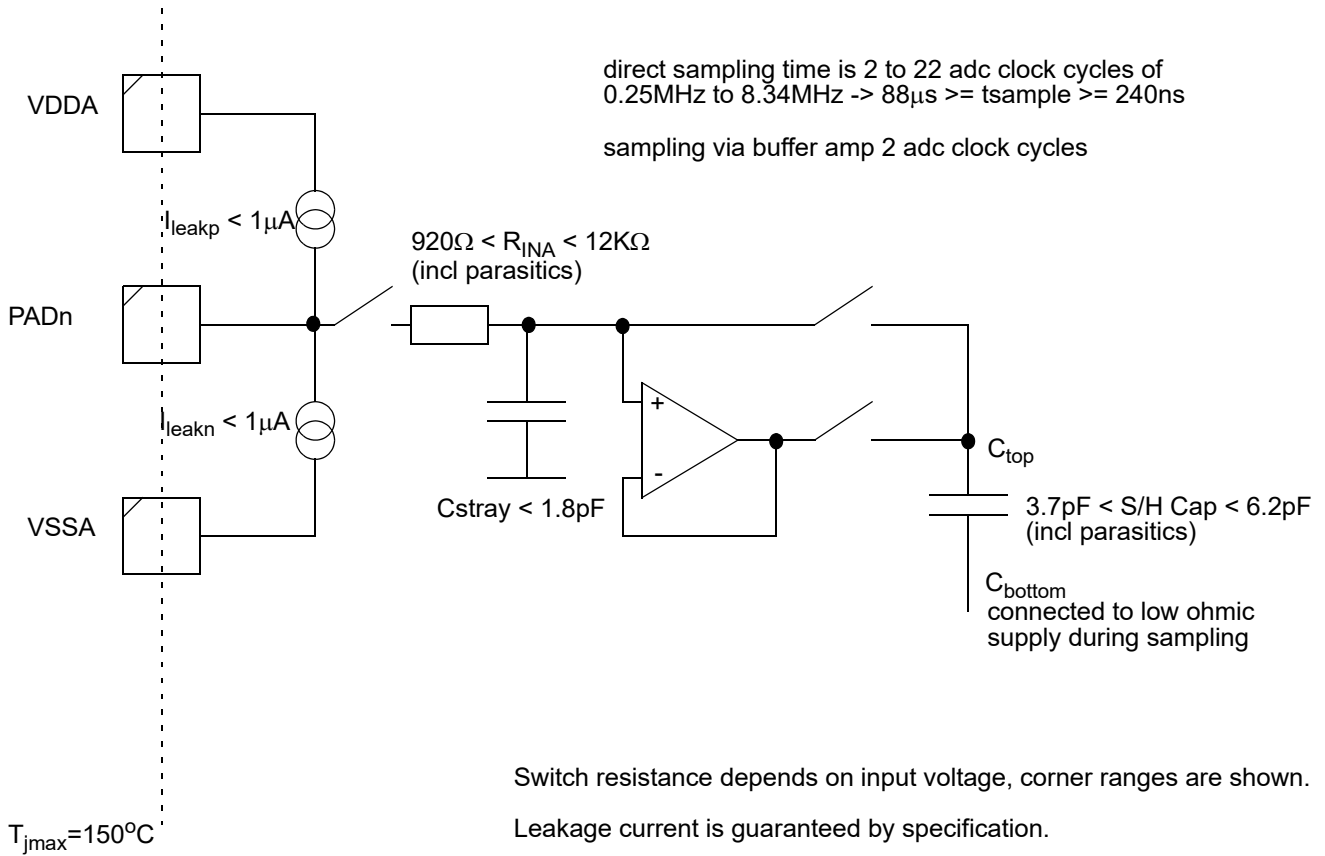 direct sampling time is 2 to 22 adc clock cycles of
0.25MHz to 8.34MHz -> 88μs >= tsample >= 240ns
sampling via buffer amp 2 adc clock cycles
VDDA
Ileakp < 1μA
920Ω < RINA < 12KΩ
(incl parasitics)
PADn
Ileakn < 1μA
+
-
Ctop
Cstray < 1.8pF
3.7pF < S/H Cap < 6.2pF
(incl parasitics)
VSSA
Cbottom
connected to low ohmic
supply during sampling
Switch resistance depends on input voltage, corner ranges are shown.
Leakage current is guaranteed by specification.
Tjmax=150oC